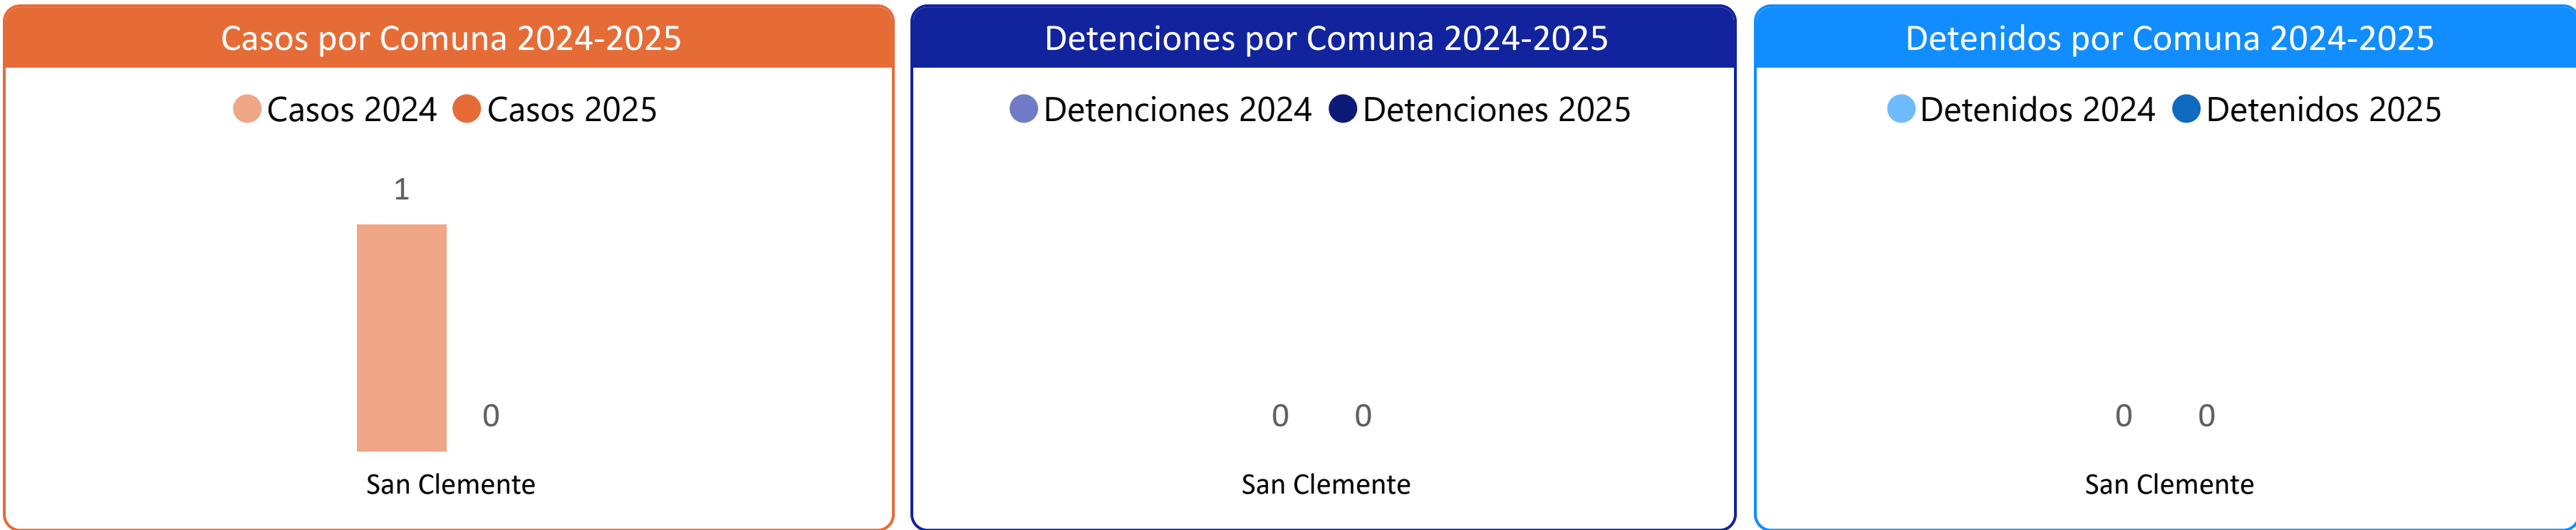 Casos por Comuna 2024-2025
Casos 2024 Casos 2025
1
0
San Clemente
Detenciones por Comuna 2024-2025
Detenciones 2024 Detenciones 2025
0 0
San Clemente
Detenidos por Comuna 2024-2025
Detenidos 2024 Detenidos 2025
0 0
San Clemente